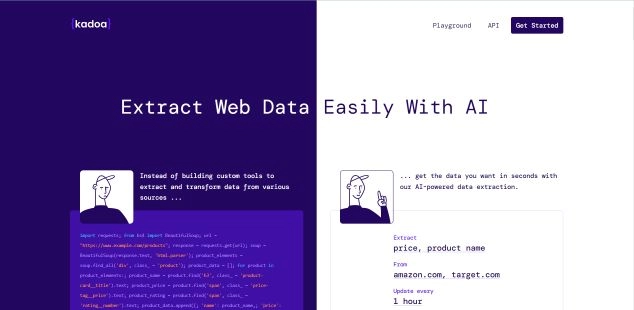 [kadoa]
Playground API Get Started
Extract Web Data Easily With AI
Instead of building custom tools to
extract and transform data from various
sources ...
import requests; from bs4 import BeautifulSoup; url =
"https://www.example.com/products"; response = requests.get(url); soup =
BeautifulSoup(response.text, 'html.parser'); product_elements =
soup.find_all('div', class_ = 'product'); product_data = []; for product in
product_elements:; product_name = product.find('h3', class_ = 'product-
card__title').text; product_price = product.find('span', class_ = 'price-
tag__price').text; product_rating = product.find('span', class_ =
'rating__number').text; product_data.append({ 'name': product_name,; 'price':
... get the data you want in seconds with
our AI-powered data extraction.
Extract
price, product name
From
amazon.com, target.com
Update every
1 hour